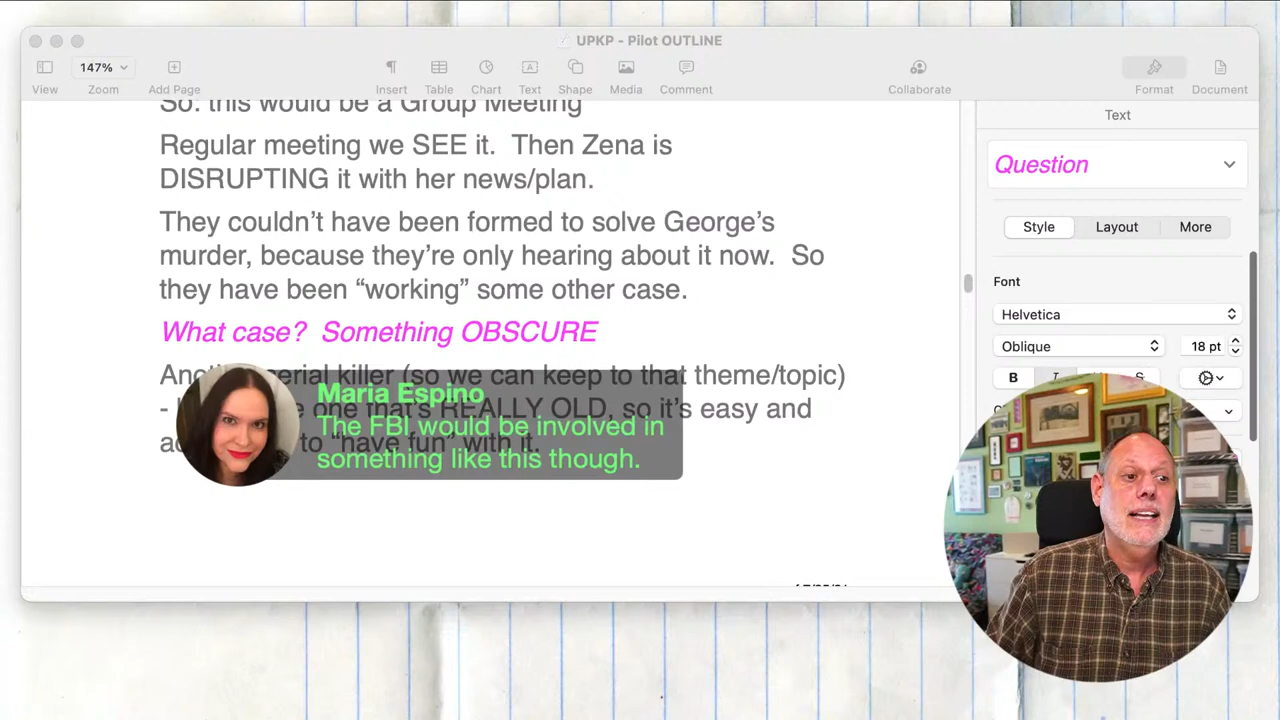 UPKP - Pilot OUTLINE
147%
View
Zoom
Add Page
Insert
Table
Chart
Text
Shape
Media
Comment
Collaborate
Format
Document
So: this would be a Group Meeting
Regular meeting we SEE it.  Then Zena is
DISRUPTING it with her news/plan.
They couldn’t have been formed to solve George’s
murder, because they’re only hearing about it now.  So
they have been “working” some other case.
What case?  Something OBSCURE
serial killer (so we can keep to that theme/topic)
- one that’s REALLY OLD, so it’s easy and
to “have fun” with it.
Maria Espino
The FBI would be involved in
something like this though.
Text
Question
Style
Layout
More
Font
Helvetica
Oblique
18 pt
B
I
S